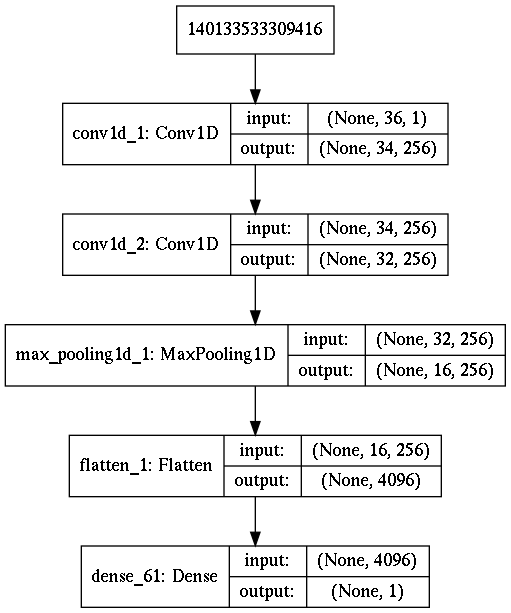 140133533309416
conv1d_1: Conv1D
input:
(None, 36, 1)
output:
(None, 34, 256)
conv1d_2: Conv1D
input:
(None, 34, 256)
output:
(None, 32, 256)
max_pooling1d_1: MaxPooling1D
input:
(None, 32, 256)
output:
(None, 16, 256)
flatten_1: Flatten
input:
(None, 16, 256)
output:
(None, 4096)
dense_61: Dense
input:
(None, 4096)
output:
(None, 1)